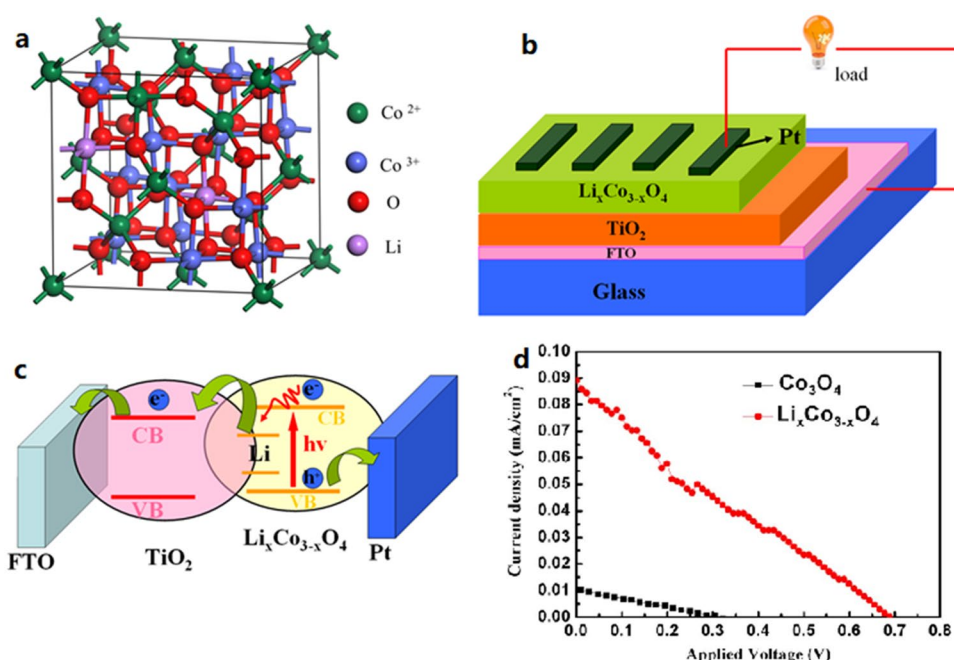 a
Co 2+
Co 3+
O
Li
b
load
Pt
LixCo3-xO4
TiO2
FTO
Glass
c
e-
e-
CB
CB
Li
hν
h+
VB
VB
FTO
TiO2
LixCo3-xO4
Pt
d
0.10
0.09
0.08
0.07
0.06
0.05
0.04
0.03
0.02
0.01
0.00
Current density (mA/cm2)
Co3O4
LixCo3-xO4
0.0 0.1 0.2 0.3 0.4 0.5 0.6 0.7 0.8
Applied Voltage (V)